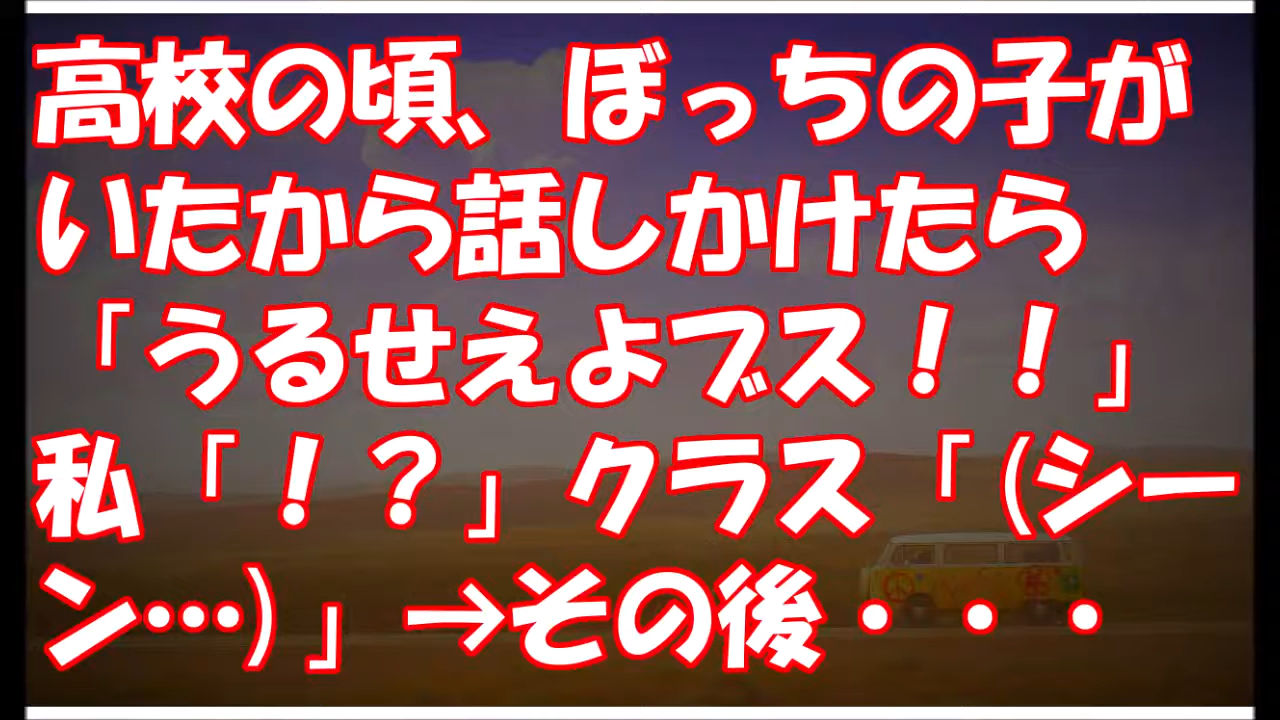 高校の頃、ぼっちの子が
いたから話しかけたら
「うるせえよブス！！」
私「！？」クラス「(シー
ン…)」→その後・・・